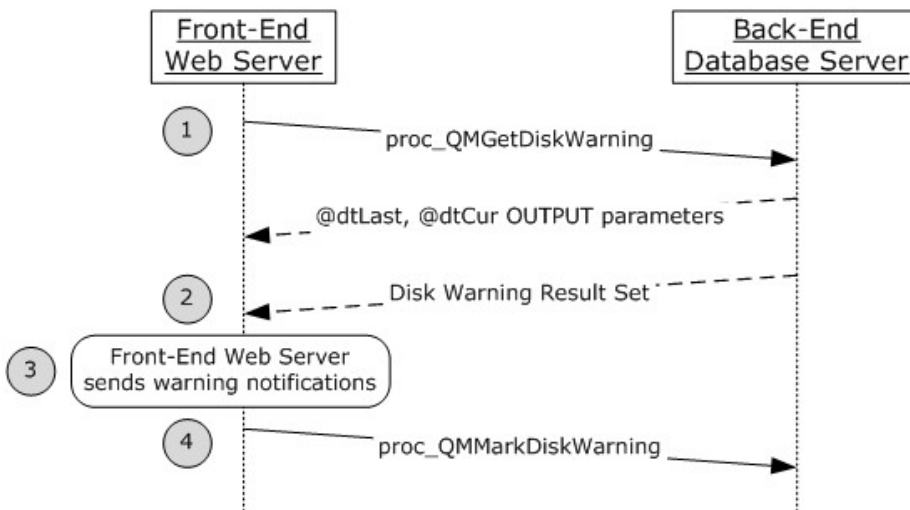 Front-End
Web Server
Back-End
Database Server
1
proc_QMGetDiskWarning
@dtLast, @dtCur OUTPUT parameters
2
Disk Warning Result Set
3
Front-End Web Server
sends warning notifications
4
proc_QMMarkDiskWarning